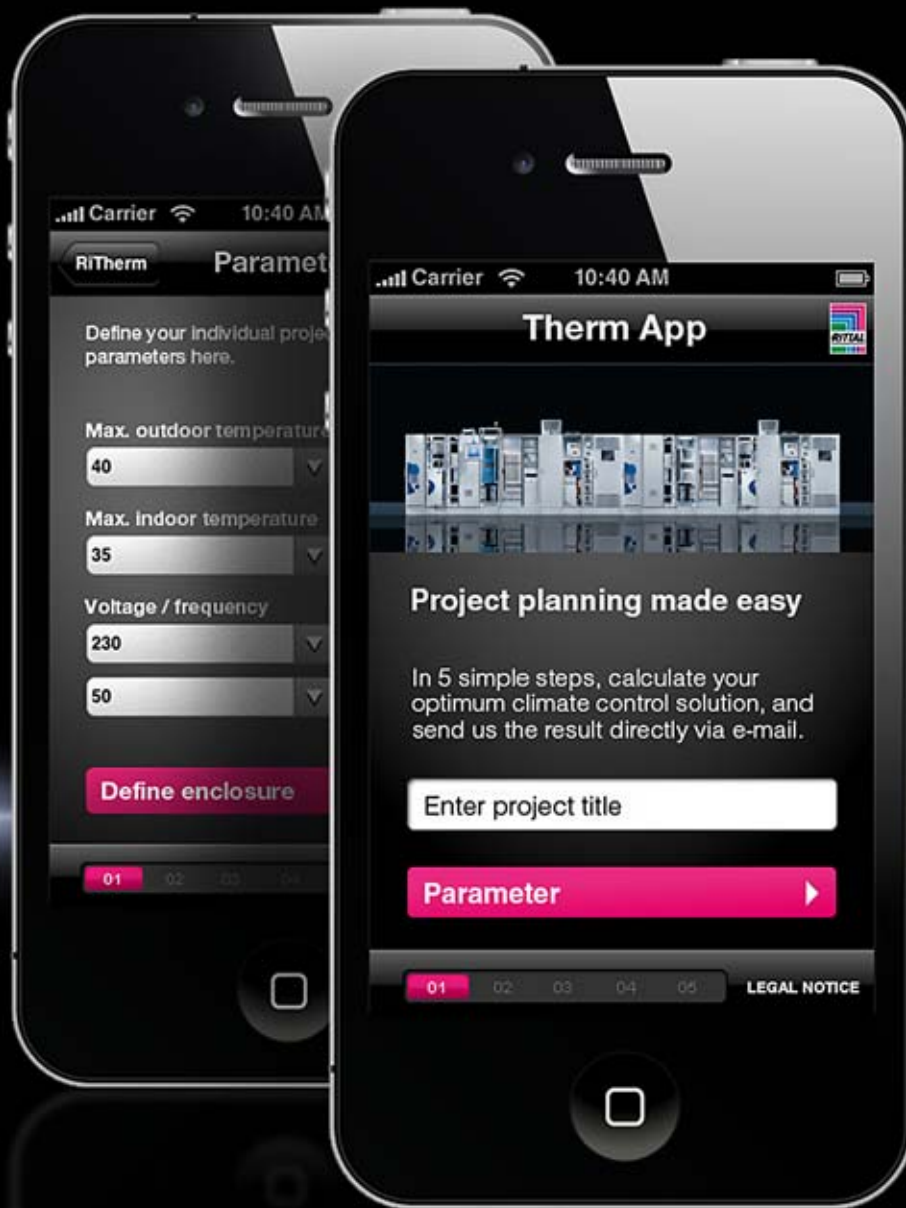 Carrier 10:40 AM
RiTherm
Paramet
Define your individual projec
parameters here.
Max. outdoor temperature
40
Max. indoor temperature
35
Voltage / frequency
230
50
Define enclosure
01 02 03 04
Carrier 10:40 AM
Therm App
RITTAL
Project planning made easy
In 5 simple steps, calculate your
optimum climate control solution, and
send us the result directly via e-mail.
Enter project title
Parameter
01 02 03 04 05 LEGAL NOTICE